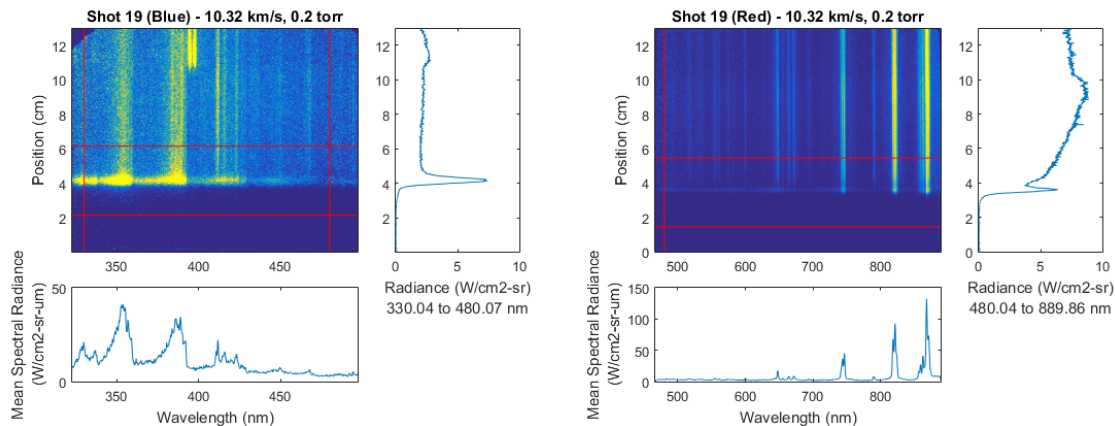 Shot 19 (Blue) - 10.32 km/s, 0.2 torr
Position (cm)
12
10
8
6
4
2
0
350 400 450
12
10
8
6
4
2
0
0 5 10
Radiance (W/cm2-sr)
330.04 to 480.07 nm
Mean Spectral Radiance
(W/cm2-sr-um)
50
0
350 400 450
Wavelength (nm)
Shot 19 (Red) - 10.32 km/s, 0.2 torr
Position (cm)
12
10
8
6
4
2
0
500 600 700 800
12
10
8
6
4
2
0
0 5 10
Radiance (W/cm2-sr)
480.04 to 889.86 nm
Mean Spectral Radiance
(W/cm2-sr-um)
150
100
50
0
500 600 700 800
Wavelength (nm)